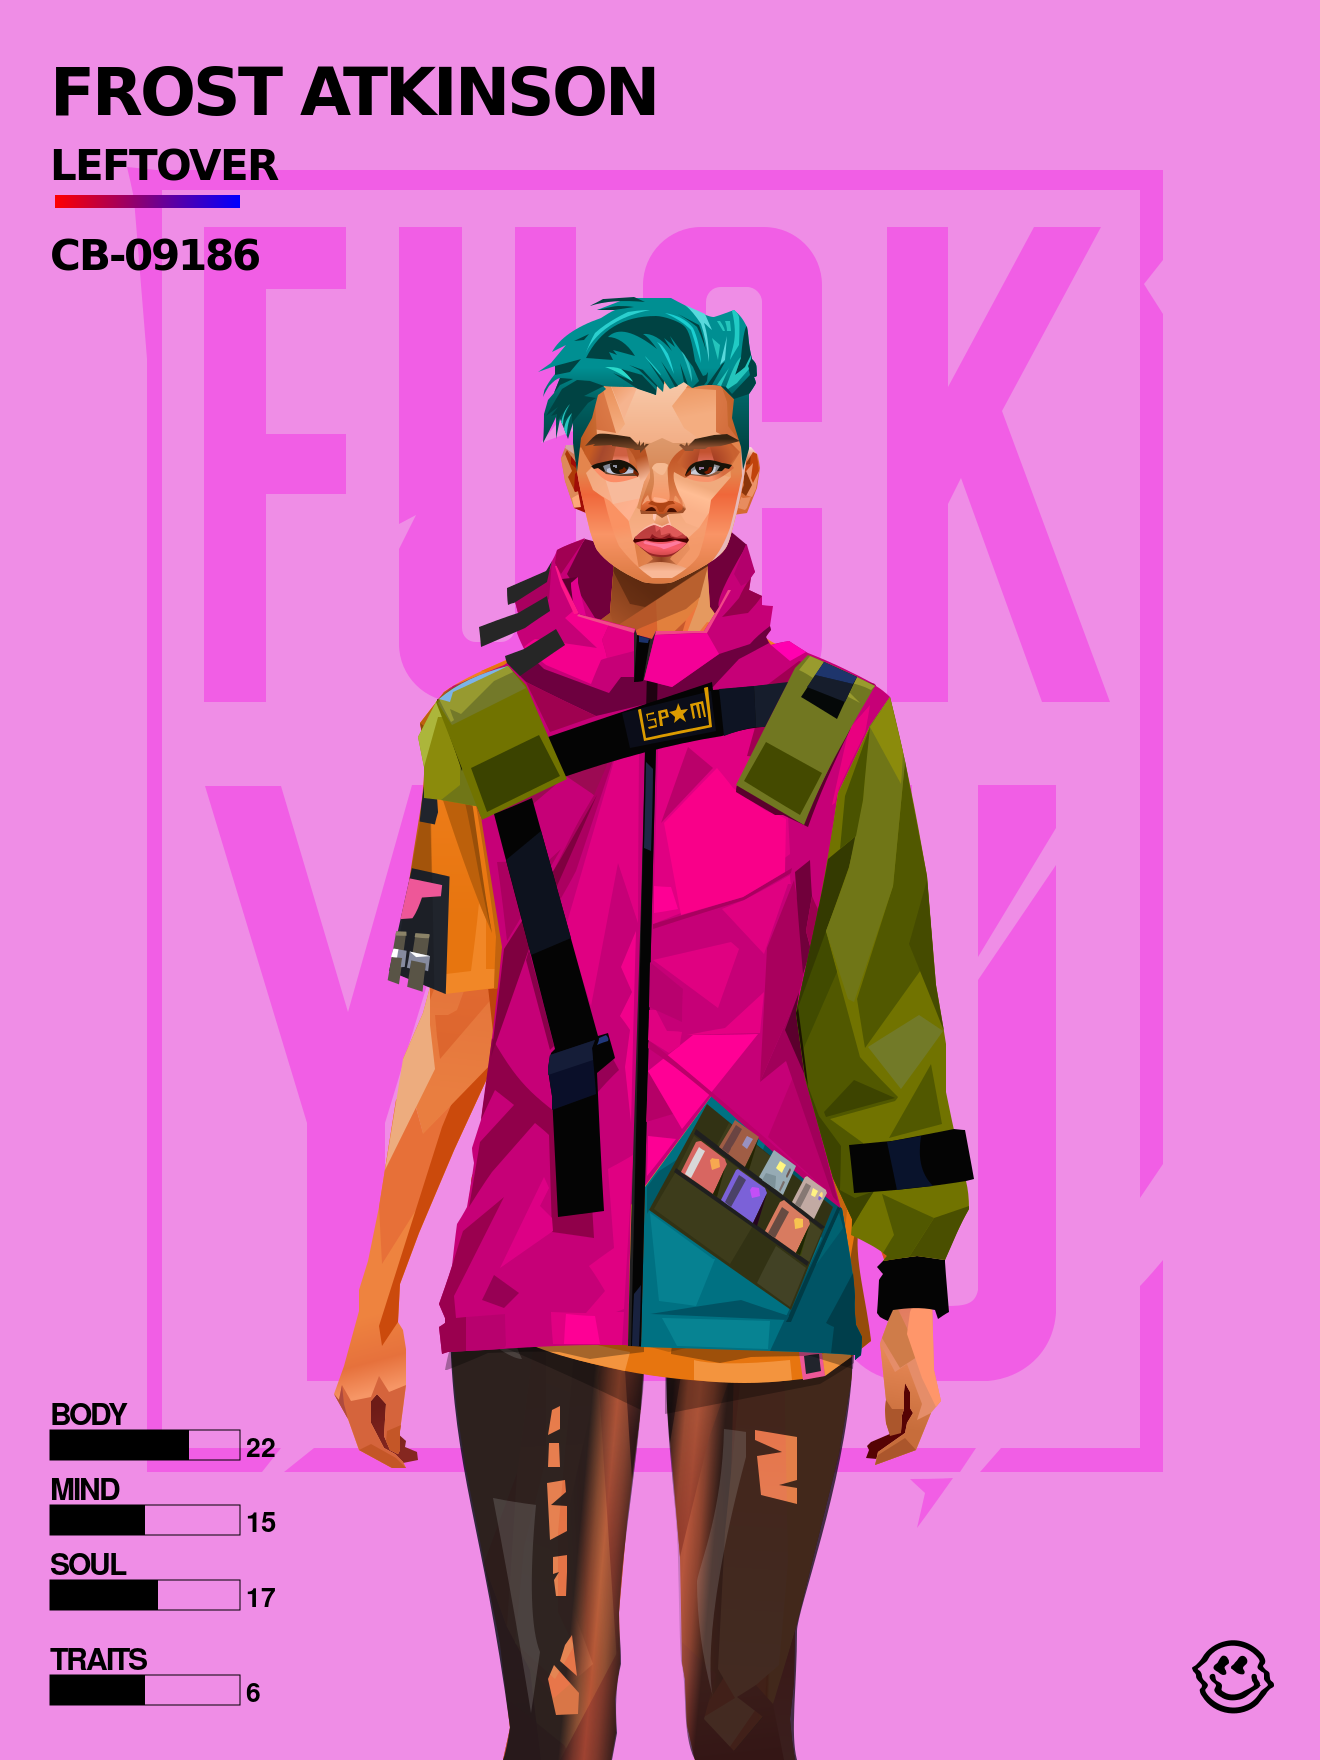 FROST ATKINSON
LEFTOVER
CB-09186
FUCK
YOU
SP★M
BODY
22
MIND
15
SOUL
17
TRAITS
6